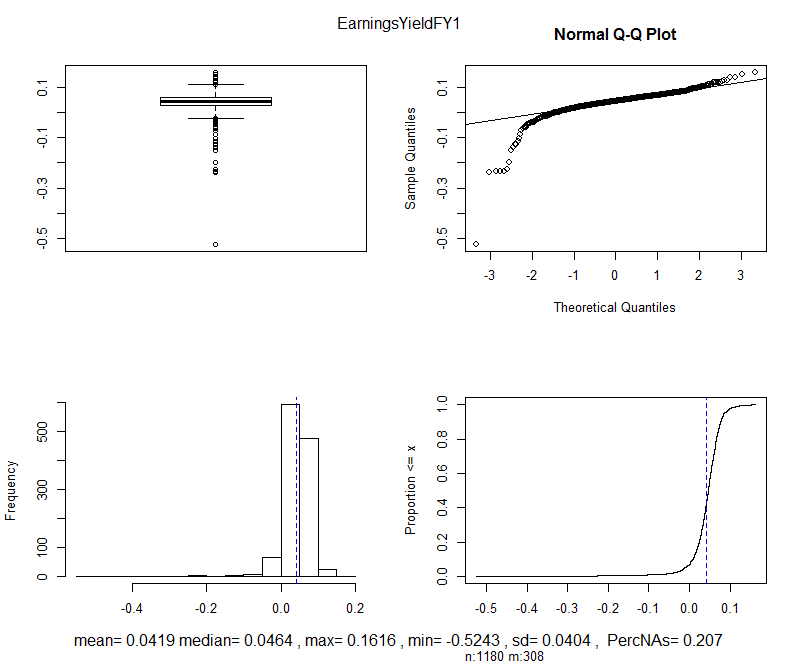 EarningsYieldFY1
Normal Q-Q Plot
0.1
-0.1
-0.3
-0.5
Sample Quantiles
0.1
-0.1
-0.3
-0.5
-3 -2 -1 0 1 2 3
Theoretical Quantiles
Frequency
500
300
100
0
-0.4 -0.2 0.0 0.2
Proportion <= x
1.0
0.8
0.6
0.4
0.2
0.0
-0.5 -0.4 -0.3 -0.2 -0.1 0.0 0.1
mean= 0.0419 median= 0.0464 , max= 0.1616 , min= -0.5243 , sd= 0.0404 , PercNAs= 0.207
n:1180 m:308